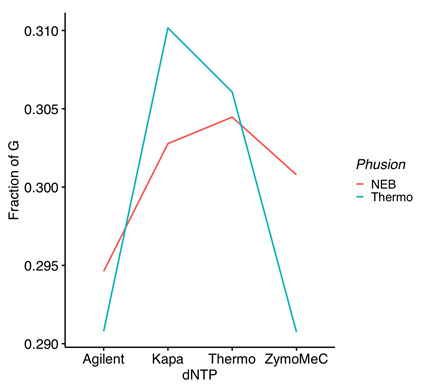 0.310
0.305
0.300
0.295
0.290
Fraction of G
Agilent Kapa Thermo ZymoMeC
dNTP
Phusion
NEB
Thermo